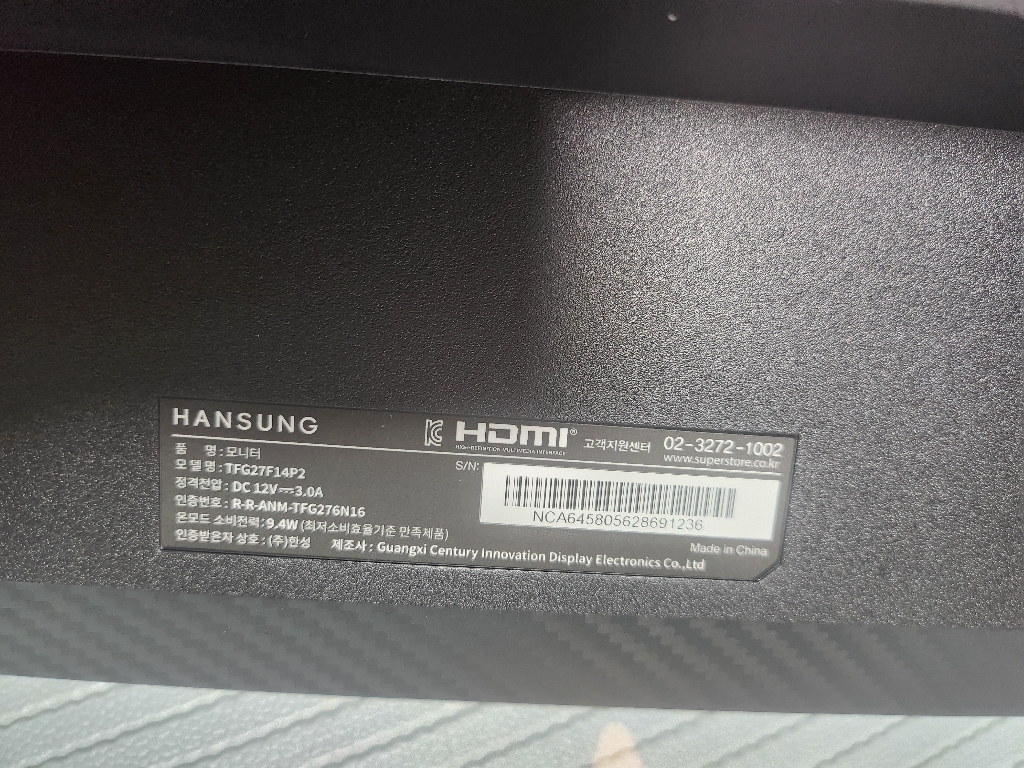 HANSUNG
HDMI®
HIGH-DEFINITION MULTIMEDIA INTERFACE
고객지원센터 02-3272-1002
www.superstore.co.kr
품 명 : 모니터
모 델 명 : TFG27F14P2
정격전압 : DC 12V⎓3.0A
인증번호 : R-R-ANM-TFG276N16
온모드 소비전력 : 9.4W (최저소비효율기준 만족제품)
인증받은자 상호 : (주)한성 제조사 : Guangxi Century Innovation Display Electronics Co.,Ltd
S/N:
NCA645805628691236
Made in China